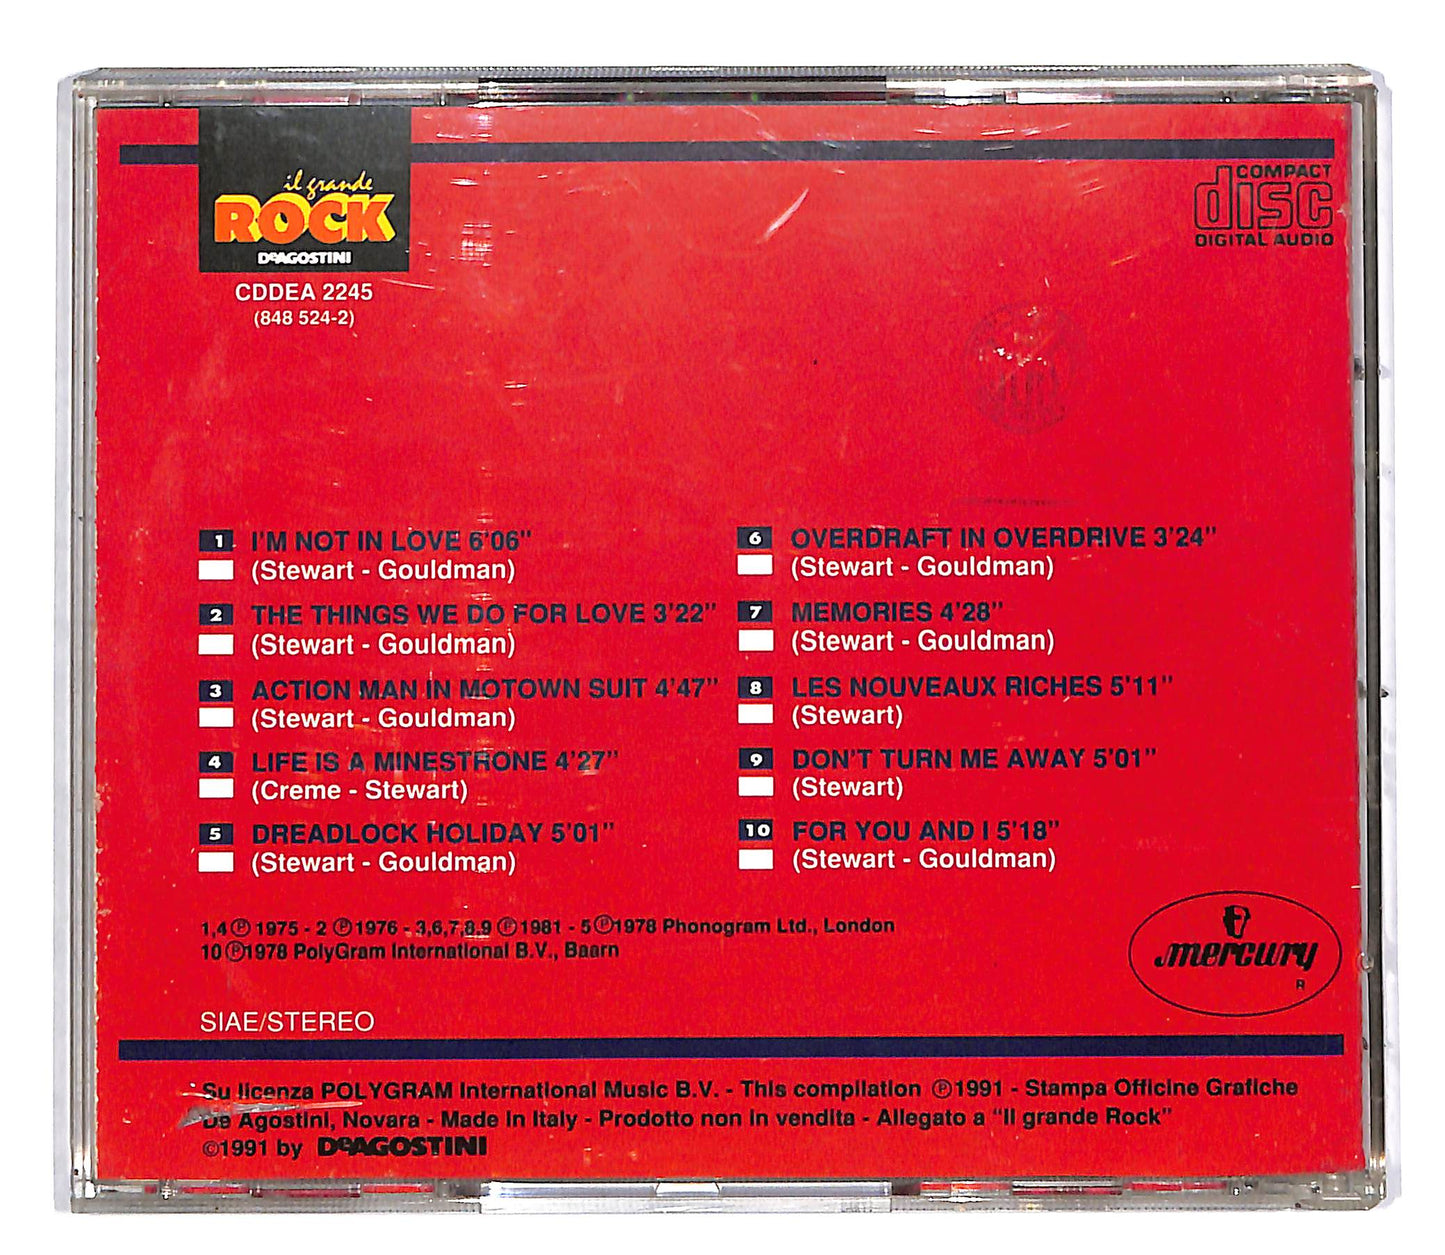 il grande
ROCK
DeAGOSTINI
CDDEA 2245
(848 524-2)
COMPACT
disc
DIGITAL AUDIO
1 I'M NOT IN LOVE 6'06"
(Stewart - Gouldman)
2 THE THINGS WE DO FOR LOVE 3'22"
(Stewart - Gouldman)
3 ACTION MAN IN MOTOWN SUIT 4'47"
(Stewart - Gouldman)
4 LIFE IS A MINESTRONE 4'27"
(Creme - Stewart)
5 DREADLOCK HOLIDAY 5'01"
(Stewart - Gouldman)
6 OVERDRAFT IN OVERDRIVE 3'24"
(Stewart - Gouldman)
7 MEMORIES 4'28"
(Stewart - Gouldman)
8 LES NOUVEAUX RICHES 5'11"
(Stewart)
9 DON'T TURN ME AWAY 5'01"
(Stewart)
10 FOR YOU AND I 5'18"
(Stewart - Gouldman)
1,4 ℗ 1975 - 2 ℗ 1976 - 3,6,7,8,9 ℗ 1981 - 5 ℗ 1978 Phonogram Ltd., London
10 ℗ 1978 PolyGram International B.V., Baarn
mercury
R
SIAE/STEREO
Su licenza POLYGRAM International Music B.V. - This compilation ℗ 1991 - Stampa Officine Grafiche
De Agostini, Novara - Made in Italy - Prodotto non in vendita - Allegato a "Il grande Rock"
©1991 by DeAGOSTINI